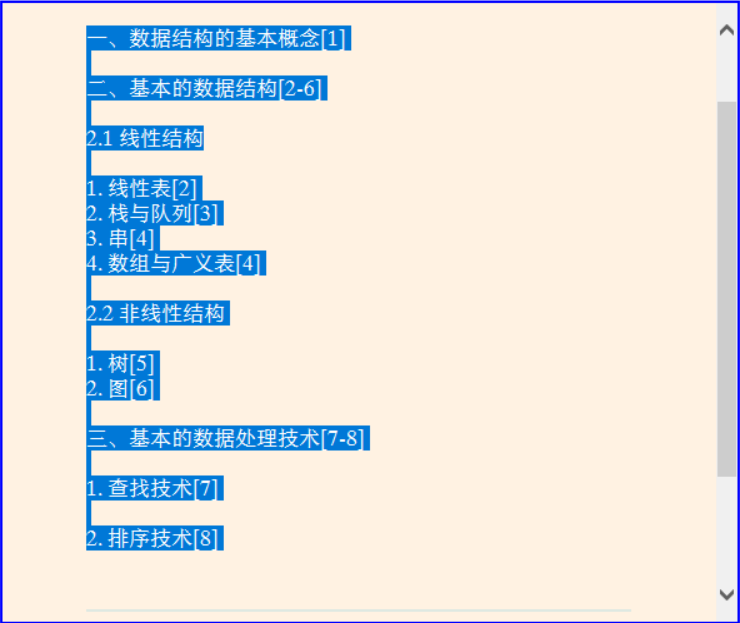 一、数据结构的基本概念[1]
二、基本的数据结构[2-6]
2.1 线性结构
1. 线性表[2]
2. 栈与队列[3]
3. 串[4]
4. 数组与广义表[4]
2.2 非线性结构
1. 树[5]
2. 图[6]
三、基本的数据处理技术[7-8]
1. 查找技术[7]
2. 排序技术[8]